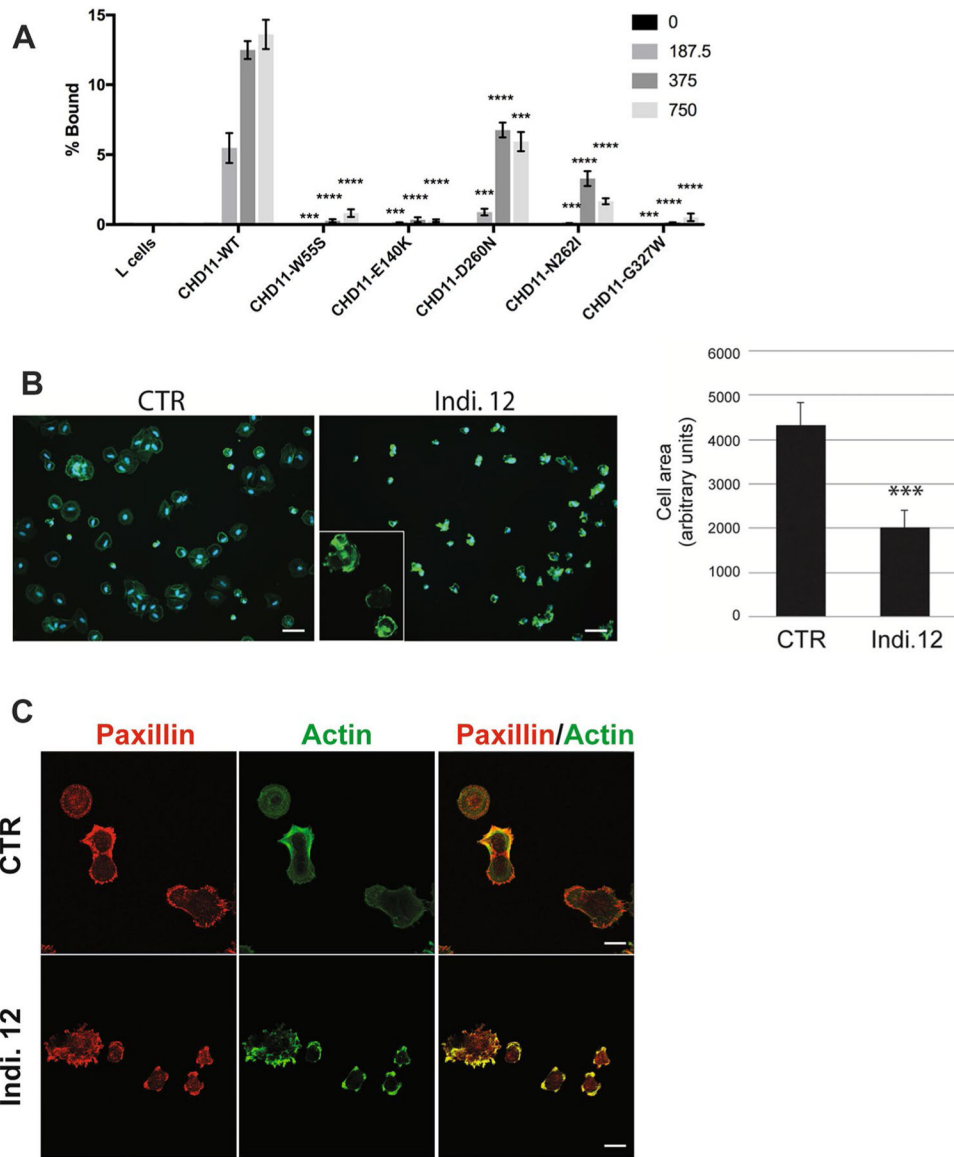 A
15
10
5
0
% Bound
0
187.5
375
750
*** **** ****
*** **** ****
*** **** ***
*** **** ****
*** **** ****
L cells
CHD11-WT
CHD11-W55S
CHD11-E140K
CHD11-D260N
CHD11-N262I
CHD11-G327W
B
CTR
Indi. 12
6000
5000
4000
3000
2000
1000
0
Cell area
(arbitrary units)
***
CTR
Indi.12
C
Paxillin
Actin
Paxillin/Actin
CTR
Indi. 12